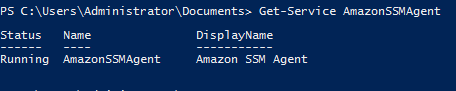 PS C:\Users\Administrator\Documents> Get-Service AmazonSSMAgent
Status   Name               DisplayName
------   ----               -----------
Running  AmazonSSMAgent     Amazon SSM Agent